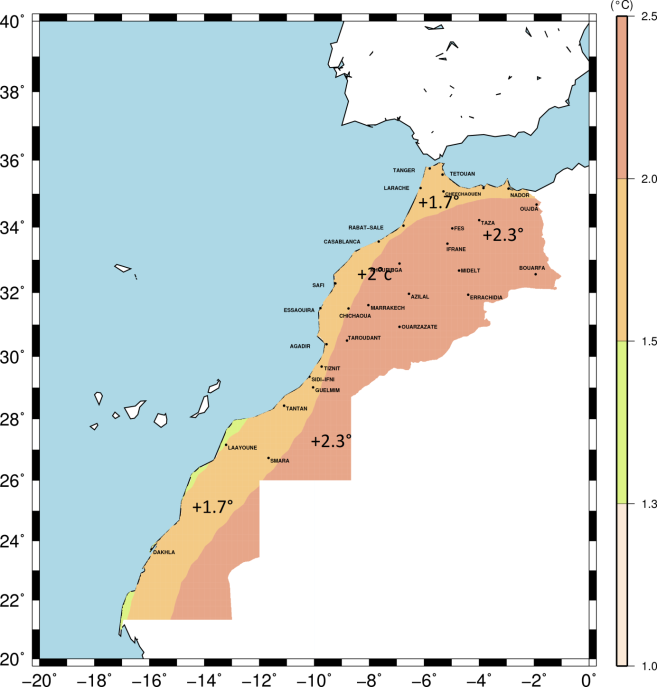 (°C)
40°
38°
36°
34°
32°
30°
28°
26°
24°
22°
20°
TANGER
TETOUAN
LARACHE
CHEFCHAOUEN
NADOR
+1.7°
OUJDA
TAZA
RABAT-SALE
FES
+2.3°
CASABLANCA
IFRANE
+2°c
MIDELT
BOUARFA
SAFI
AZILAL
ERRACHIDIA
ESSAOUIRA
MARRAKECH
CHICHAOUA
OUARZAZATE
AGADIR
TAROUDANT
TIZNIT
SIDI-IFNI
GUELMIM
TANTAN
LAAYOUNE
+2.3°
SMARA
+1.7°
DAKHLA
−20° −18° −16° −14° −12° −10° −8° −6° −4° −2° 0°
2.5
2.0
1.5
1.3
1.0